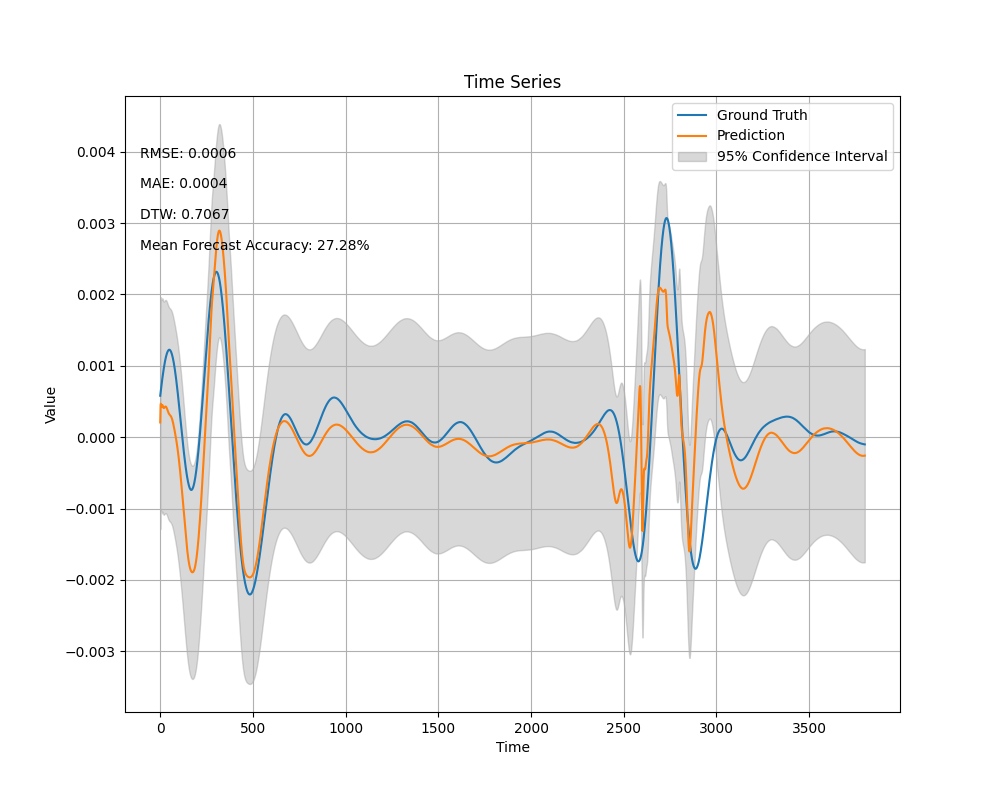 Time Series
Ground Truth
Prediction
95% Confidence Interval
RMSE: 0.0006
MAE: 0.0004
DTW: 0.7067
Mean Forecast Accuracy: 27.28%
Value
0.004
0.003
0.002
0.001
0.000
−0.001
−0.002
−0.003
0 500 1000 1500 2000 2500 3000 3500
Time